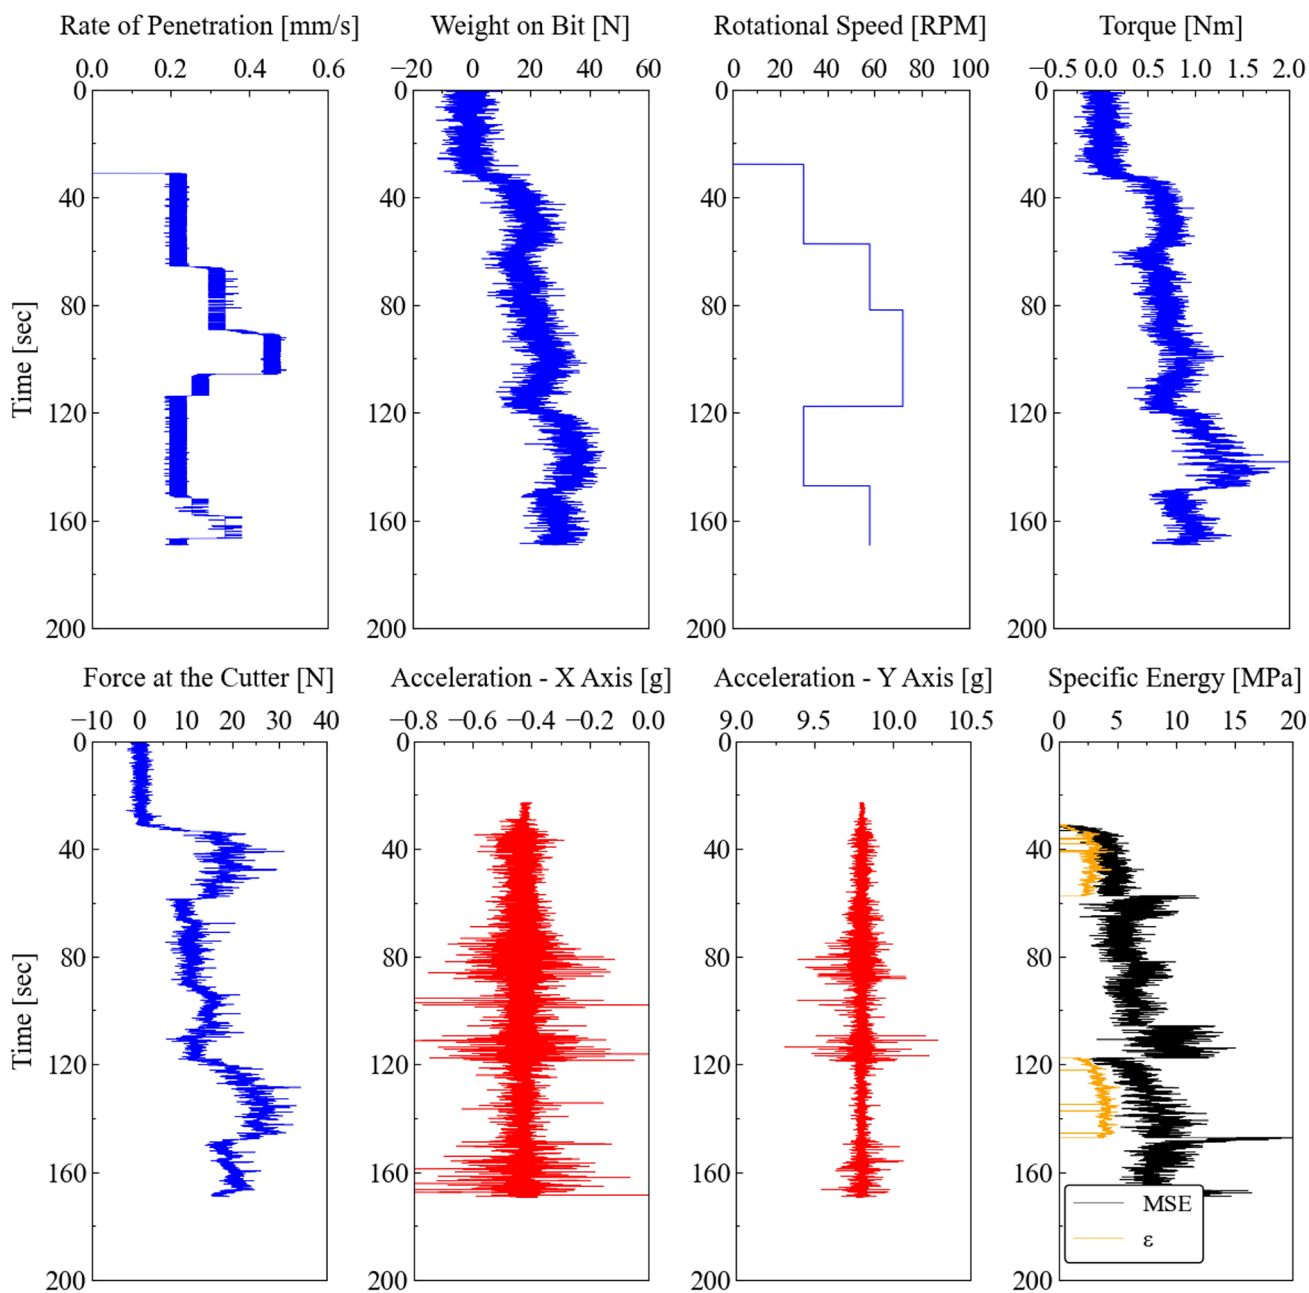 Rate of Penetration [mm/s] Weight on Bit [N] Rotational Speed [RPM] Torque [Nm]
0.0 0.2 0.4 0.6 −20 0 20 40 60 0 20 40 60 80 100 −0.5 0.0 0.5 1.0 1.5 2.0
0 0 0 0
40 40 40 40
80 80 80 80
Time [sec]
120 120 120 120
160 160 160 160
200 200 200 200
Force at the Cutter [N] Acceleration - X Axis [g] Acceleration - Y Axis [g] Specific Energy [MPa]
−10 0 10 20 30 40 −0.8 −0.6 −0.4 −0.2 0.0 9.0 9.5 10.0 10.5 0 5 10 15 20
0 0 0 0
40 40 40 40
80 80 80 80
Time [sec]
120 120 120 120
160 160 160 160
MSE
ε
200 200 200 200